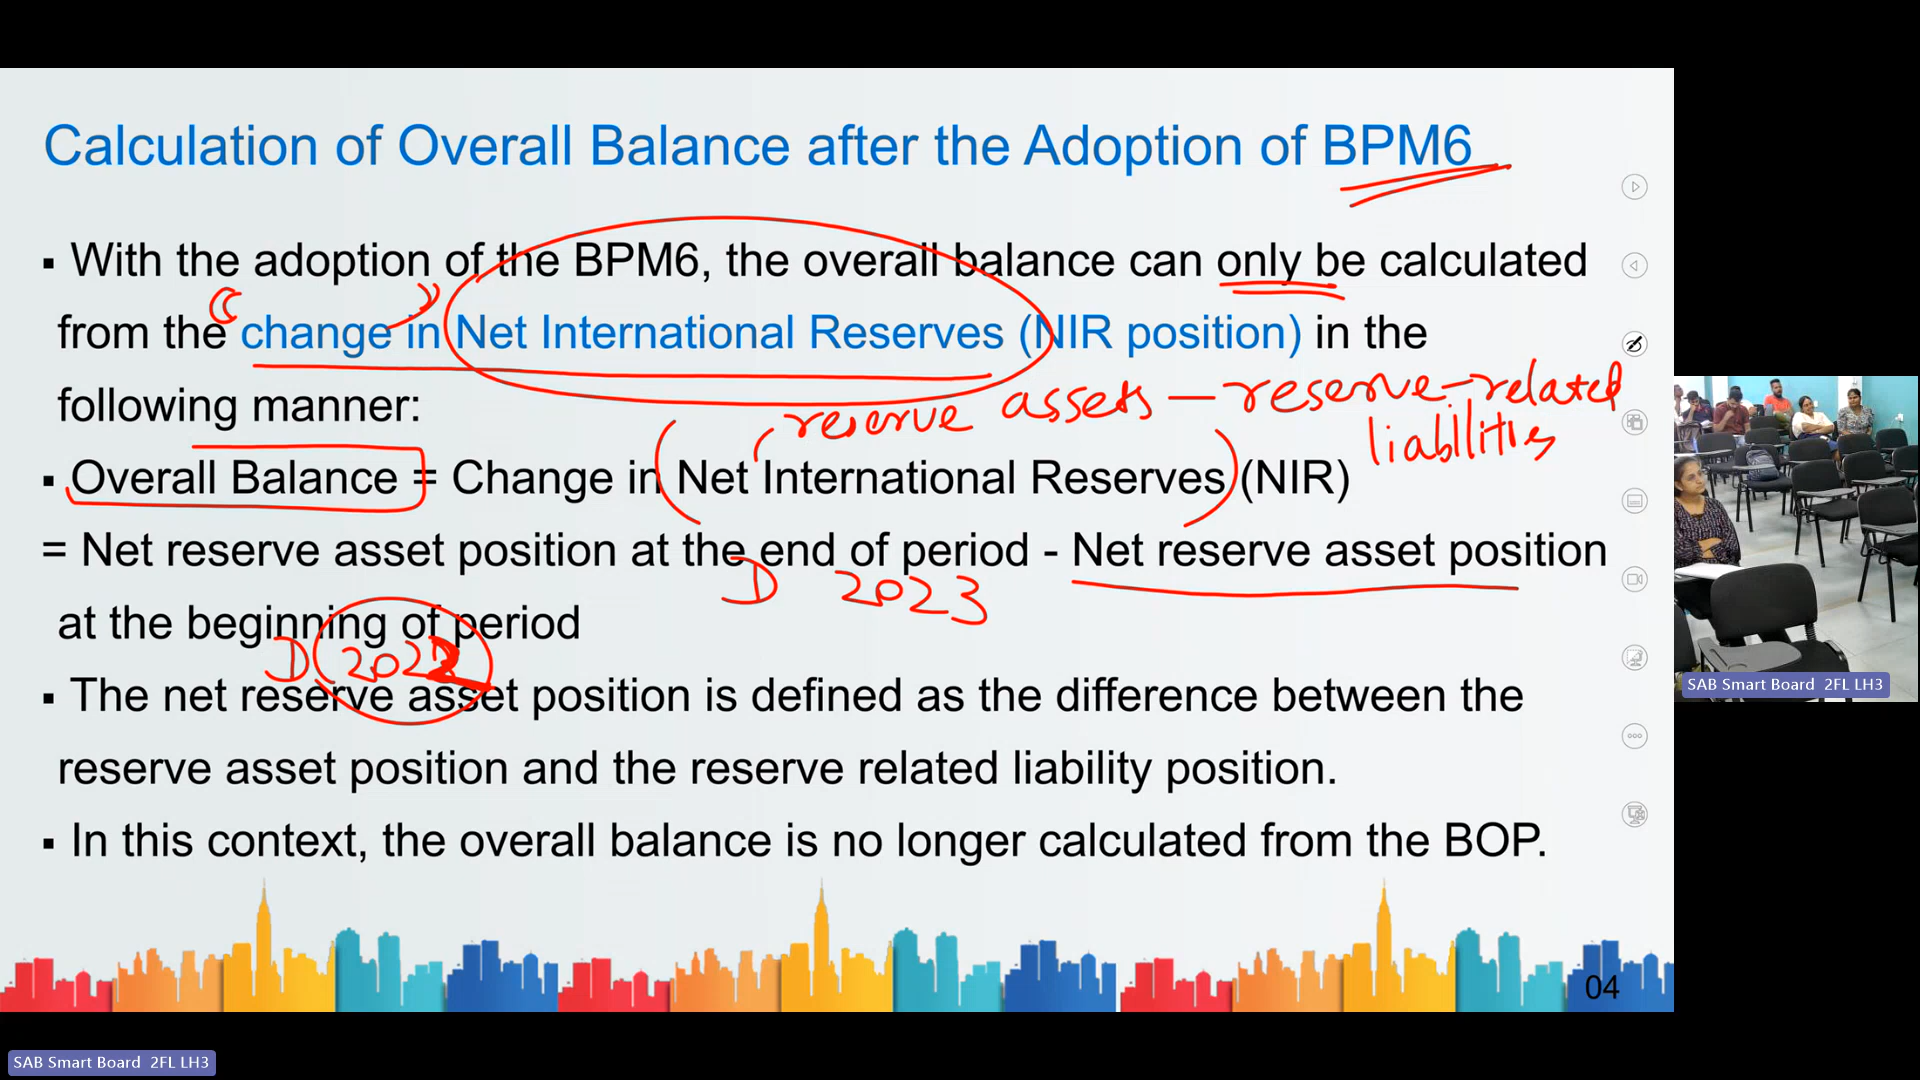 Calculation of Overall Balance after the Adoption of BPM6
▪ With the adoption of the BPM6, the overall balance can only be calculated
from the change in Net International Reserves (NIR position) in the
following manner:
reserve assets — reserve-related
liabilities
▪ Overall Balance = Change in Net International Reserves (NIR)
= Net reserve asset position at the end of period - Net reserve asset position
D 2023
at the beginning of period
D 2022
▪ The net reserve asset position is defined as the difference between the
reserve asset position and the reserve related liability position.
▪ In this context, the overall balance is no longer calculated from the BOP.
04
SAB Smart Board 2FL LH3
SAB Smart Board 2FL LH3